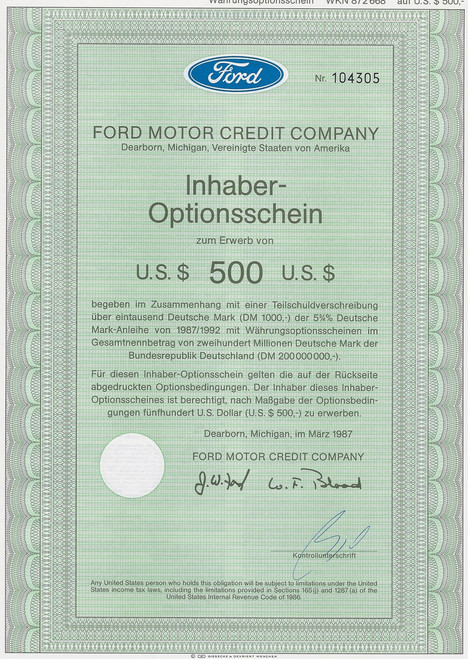 Währungsoptionsschein WKN 872 668 auf U.S. $ 500,-
Ford
Nr. 104305
FORD MOTOR CREDIT COMPANY
Dearborn, Michigan, Vereinigte Staaten von Amerika
Inhaber-
Optionsschein
zum Erwerb von
U.S. $ 500 U.S. $
begeben im Zusammenhang mit einer Teilschuldverschreibung
über eintausend Deutsche Mark (DM 1000,-) der 5¾% Deutsche
Mark-Anleihe von 1987/1992 mit Währungsoptionsscheinen im
Gesamtnennbetrag von zweihundert Millionen Deutsche Mark der
Bundesrepublik Deutschland (DM 200 000 000,-).
Für diesen Inhaber-Optionsschein gelten die auf der Rückseite
abgedruckten Optionsbedingungen. Der Inhaber dieses Inhaber-
Optionsscheines ist berechtigt, nach Maßgabe der Optionsbedin-
gungen fünfhundert U.S. Dollar (U.S. $ 500,-) zu erwerben.
Dearborn, Michigan, im März 1987
FORD MOTOR CREDIT COMPANY
W. F. Blood
Kontrollunterschrift
Any United States person who holds this obligation will be subject to limitations under the United
States income tax laws, including the limitations provided in Sections 165(j) and 1287(a) of the
United States Internal Revenue Code of 1986.
GIESECKE & DEVRIENT MÜNCHEN